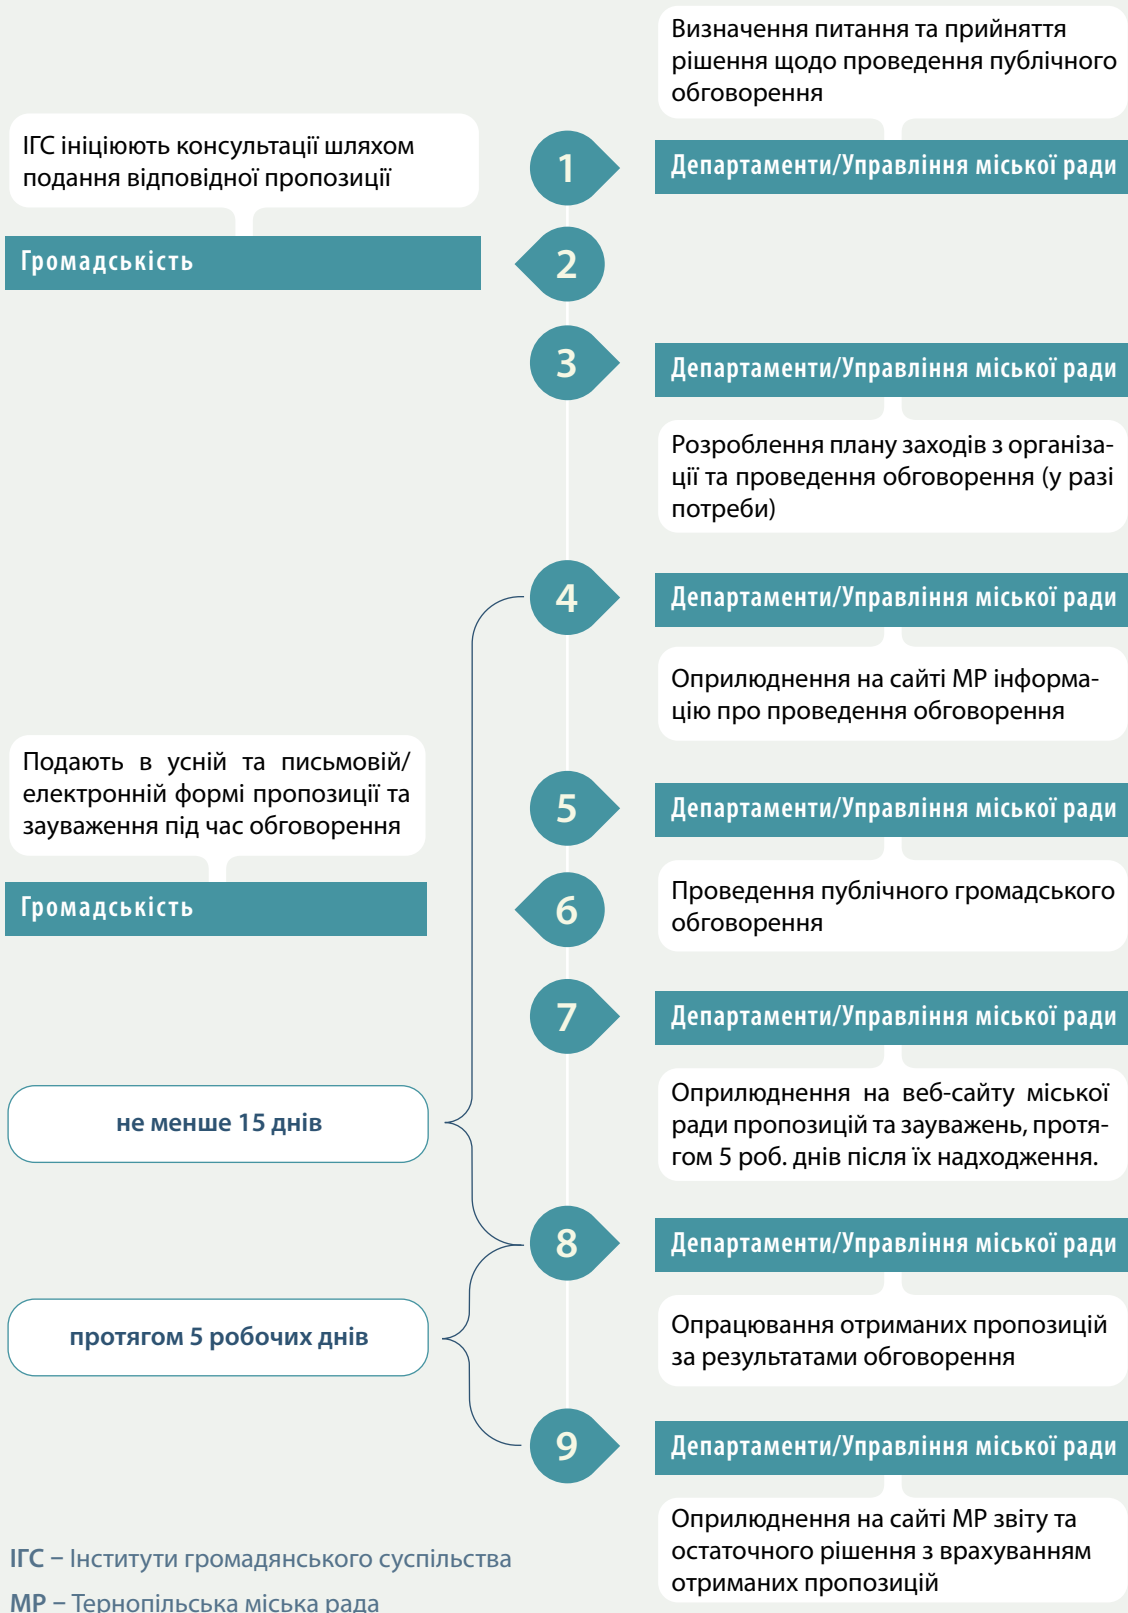 Визначення питання та прийняття
рішення щодо проведення публічного
обговорення
1
Департаменти/Управління міської ради
ІГС ініціюють консультації шляхом
подання відповідної пропозиції
Громадськість
2
3
Департаменти/Управління міської ради
Розроблення плану заходів з організа-
ції та проведення обговорення (у разі
потреби)
4
Департаменти/Управління міської ради
Оприлюднення на сайті МР інформа-
цію про проведення обговорення
5
Департаменти/Управління міської ради
Проведення публічного громадського
обговорення
Подають в усній та письмовій/
електронній формі пропозиції та
зауваження під час обговорення
Громадськість
6
7
Департаменти/Управління міської ради
Оприлюднення на веб-сайту міської
ради пропозицій та зауважень, протя-
гом 5 роб. днів після їх надходження.
не менше 15 днів
8
Департаменти/Управління міської ради
Опрацювання отриманих пропозицій
за результатами обговорення
протягом 5 робочих днів
9
Департаменти/Управління міської ради
Оприлюднення на сайті МР звіту та
остаточного рішення з врахуванням
отриманих пропозицій
ІГС – Інститути громадянського суспільства
МР – Тернопільська міська рада